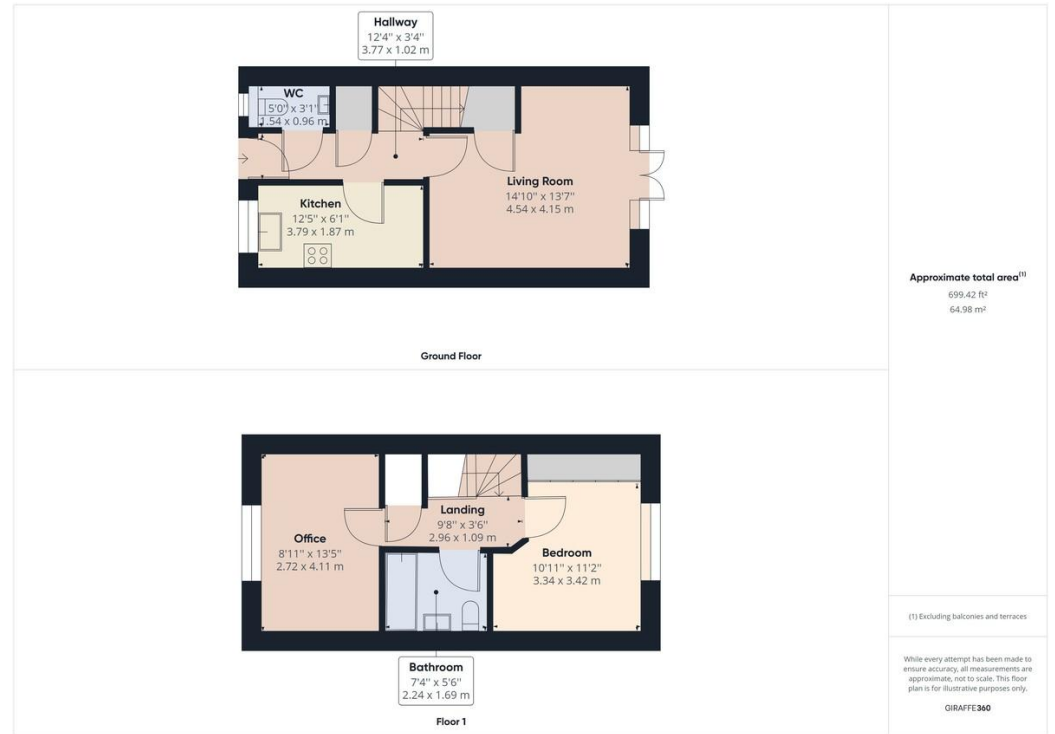 Hallway
12'4" x 3'4"
3.77 x 1.02 m
WC
5'0" x 3'1"
1.54 x 0.96 m
Living Room
14'10" x 13'7"
4.54 x 4.15 m
Kitchen
12'5" x 6'1"
3.79 x 1.87 m
Ground Floor
Landing
9'8" x 3'6"
2.96 x 1.09 m
Office
8'11" x 13'5"
2.72 x 4.11 m
Bedroom
10'11" x 11'2"
3.34 x 3.42 m
Bathroom
7'4" x 5'6"
2.24 x 1.69 m
Floor 1
Approximate total area(1)
699.42 ft²
64.98 m²
(1) Excluding balconies and terraces
While every attempt has been made to
ensure accuracy, all measurements are
approximate, not to scale. This floor
plan is for illustrative purposes only.
GIRAFFE360